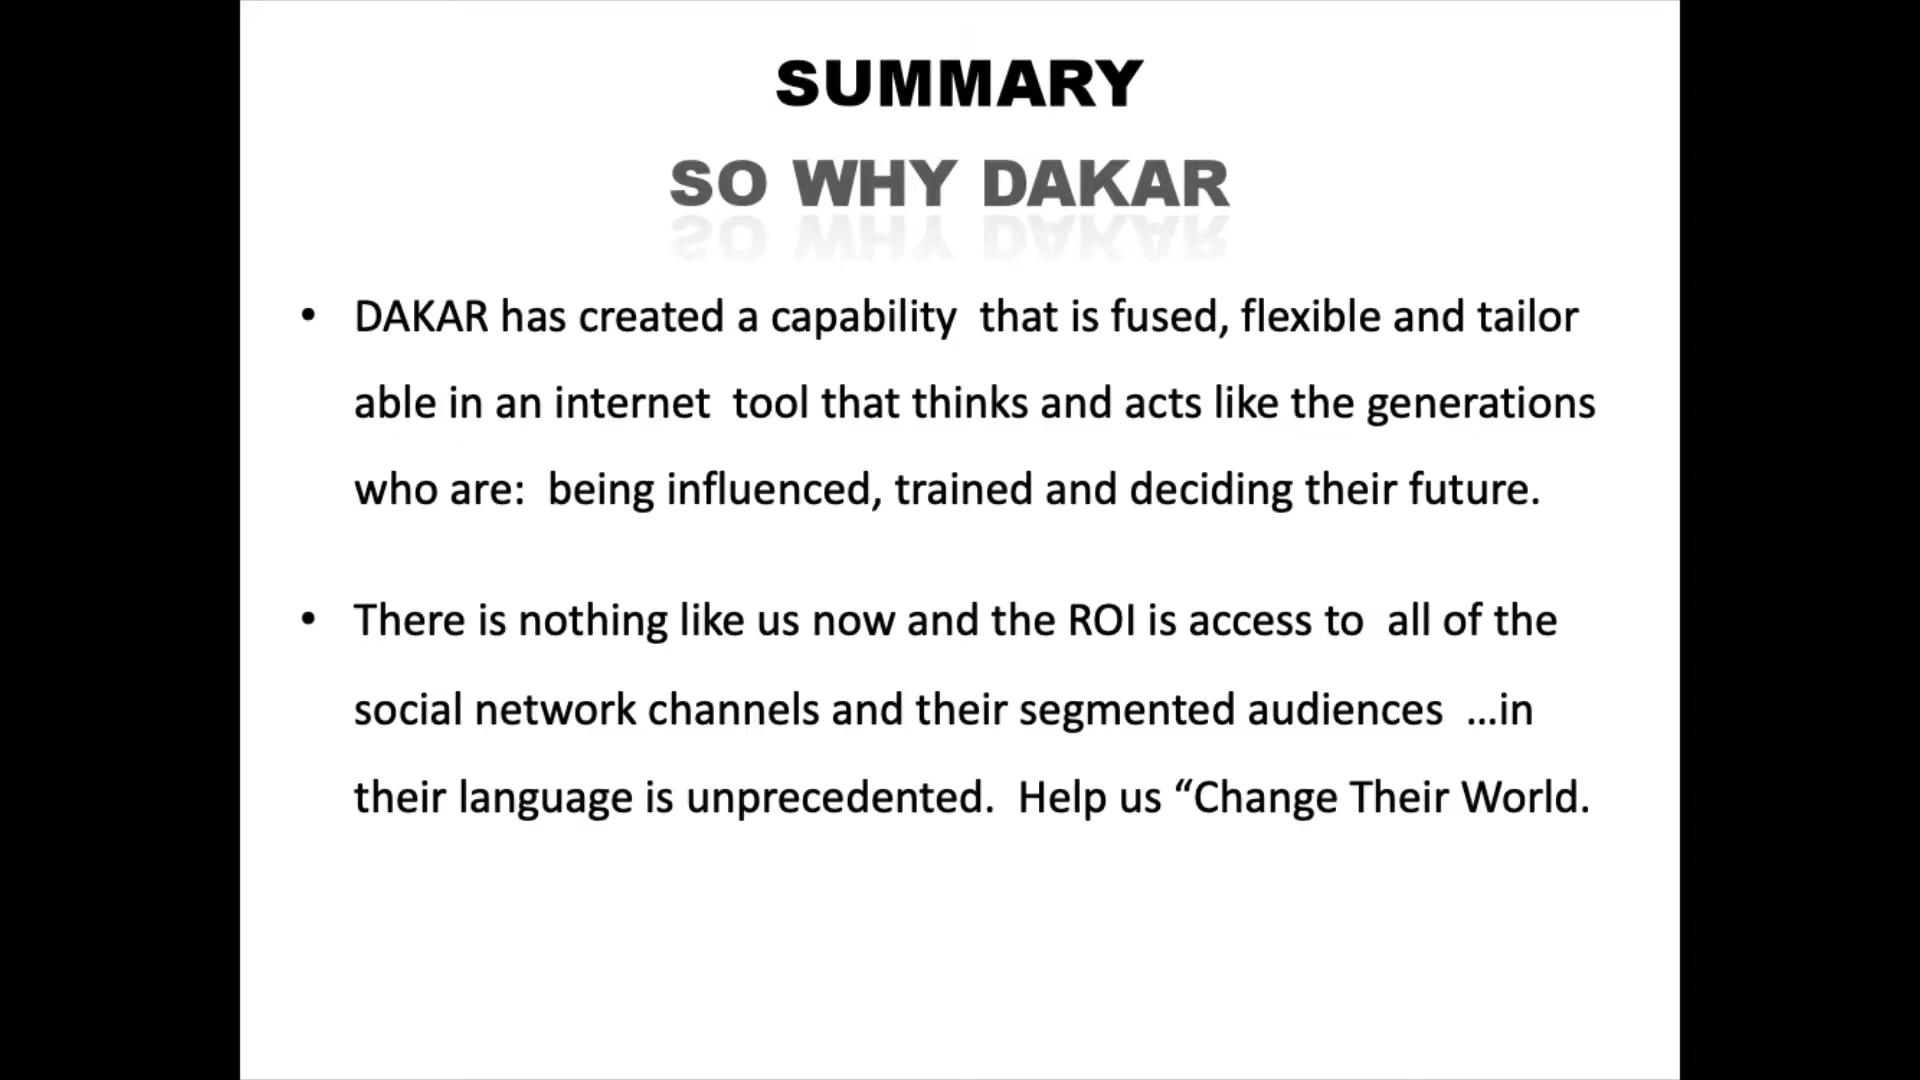 SUMMARY
SO WHY DAKAR
• DAKAR has created a capability  that is fused, flexible and tailor
able in an internet  tool that thinks and acts like the generations
who are:  being influenced, trained and deciding their future.
• There is nothing like us now and the ROI is access to  all of the
social network channels and their segmented audiences  …in
their language is unprecedented.  Help us “Change Their World.